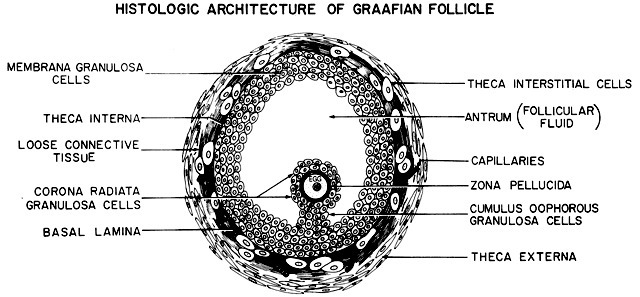 HISTOLOGIC ARCHITECTURE OF GRAAFIAN FOLLICLE
MEMBRANA GRANULOSA
CELLS
THECA INTERNA
LOOSE CONNECTIVE
TISSUE
CORONA RADIATA
GRANULOSA CELLS
BASAL LAMINA
EGG
THECA INTERSTITIAL CELLS
ANTRUM (FOLLICULAR)
FLUID
CAPILLARIES
ZONA PELLUCIDA
CUMULUS OOPHOROUS
GRANULOSA CELLS
THECA EXTERNA